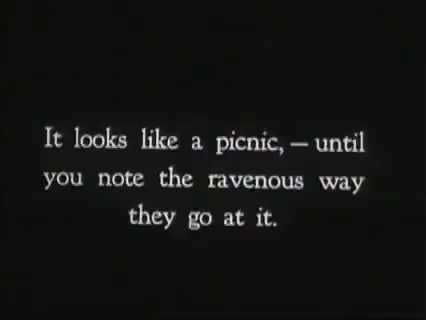 It looks like a picnic, — until
you note the ravenous way
they go at it.